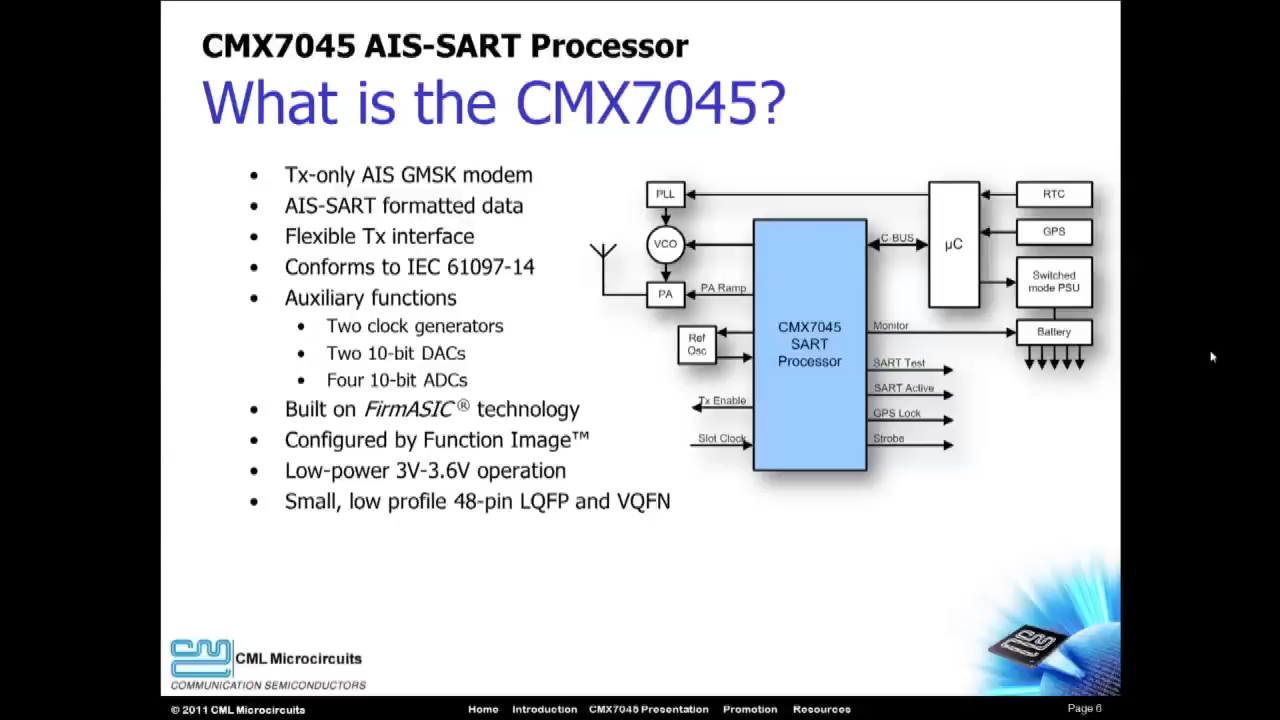 CMX7045 AIS-SART Processor
What is the CMX7045?
• Tx-only AIS GMSK modem
• AIS-SART formatted data
• Flexible Tx interface
• Conforms to IEC 61097-14
• Auxiliary functions
• Two clock generators
• Two 10-bit DACs
• Four 10-bit ADCs
• Built on FirmASIC® technology
• Configured by Function Image™
• Low-power 3V-3.6V operation
• Small, low profile 48-pin LQFP and VQFN
PLL
VCO
PA
PA Ramp
Ref
Osc
Tx Enable
Slot Clock
CMX7045
SART
Processor
C-BUS
µC
RTC
GPS
Switched
mode PSU
Battery
Monitor
SART Test
SART Active
GPS Lock
Strobe
CML Microcircuits
COMMUNICATION SEMICONDUCTORS
© 2011 CML Microcircuits
Home Introduction CMX7045 Presentation Promotion Resources
Page 6